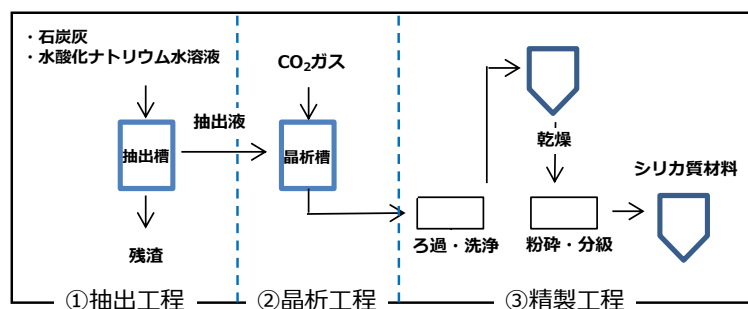 ・石炭灰
・水酸化ナトリウム水溶液
抽出槽
残渣
抽出液
CO₂ガス
晶析槽
ろ過・洗浄
乾燥
粉砕・分級
シリカ質材料
①抽出工程
②晶析工程
③精製工程